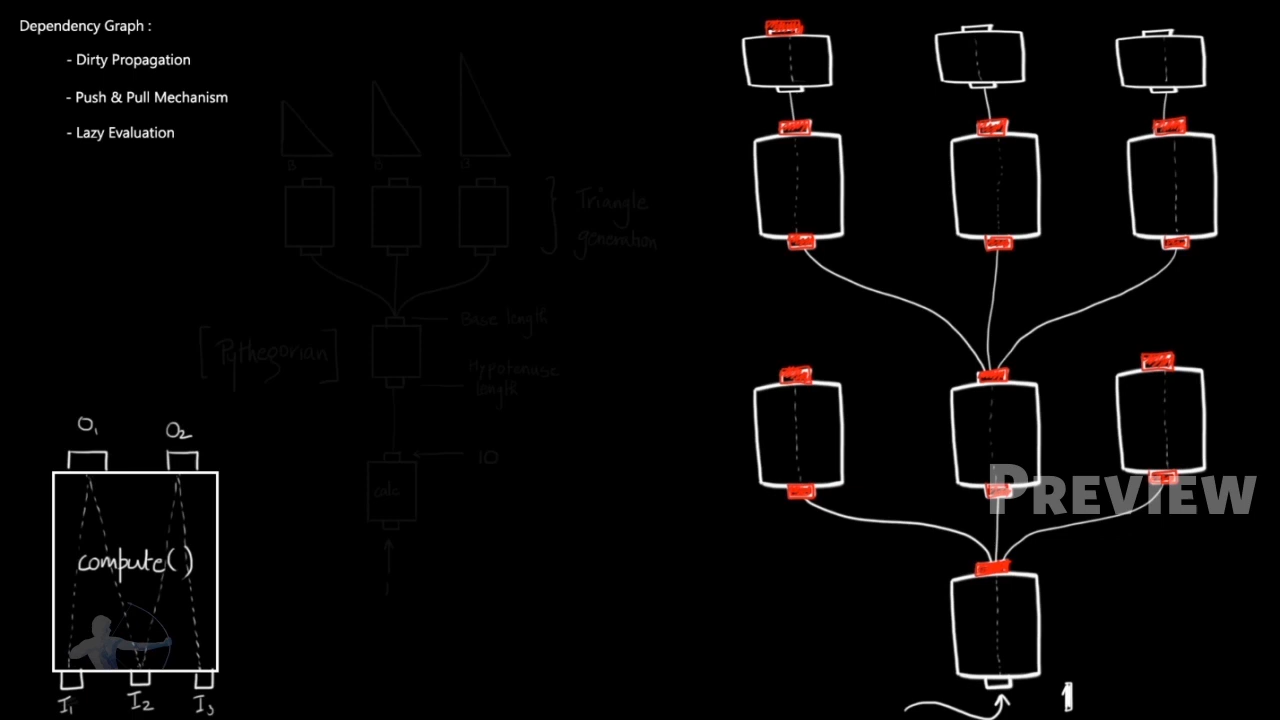 Dependency Graph :
- Dirty Propagation
- Push & Pull Mechanism
- Lazy Evaluation
B
B
B
Triangle
generation
Base length
[Pythegorian]
Hypotenuse
length
10
calc
O1
O2
compute()
I1
I2
I3
PREVIEW
1